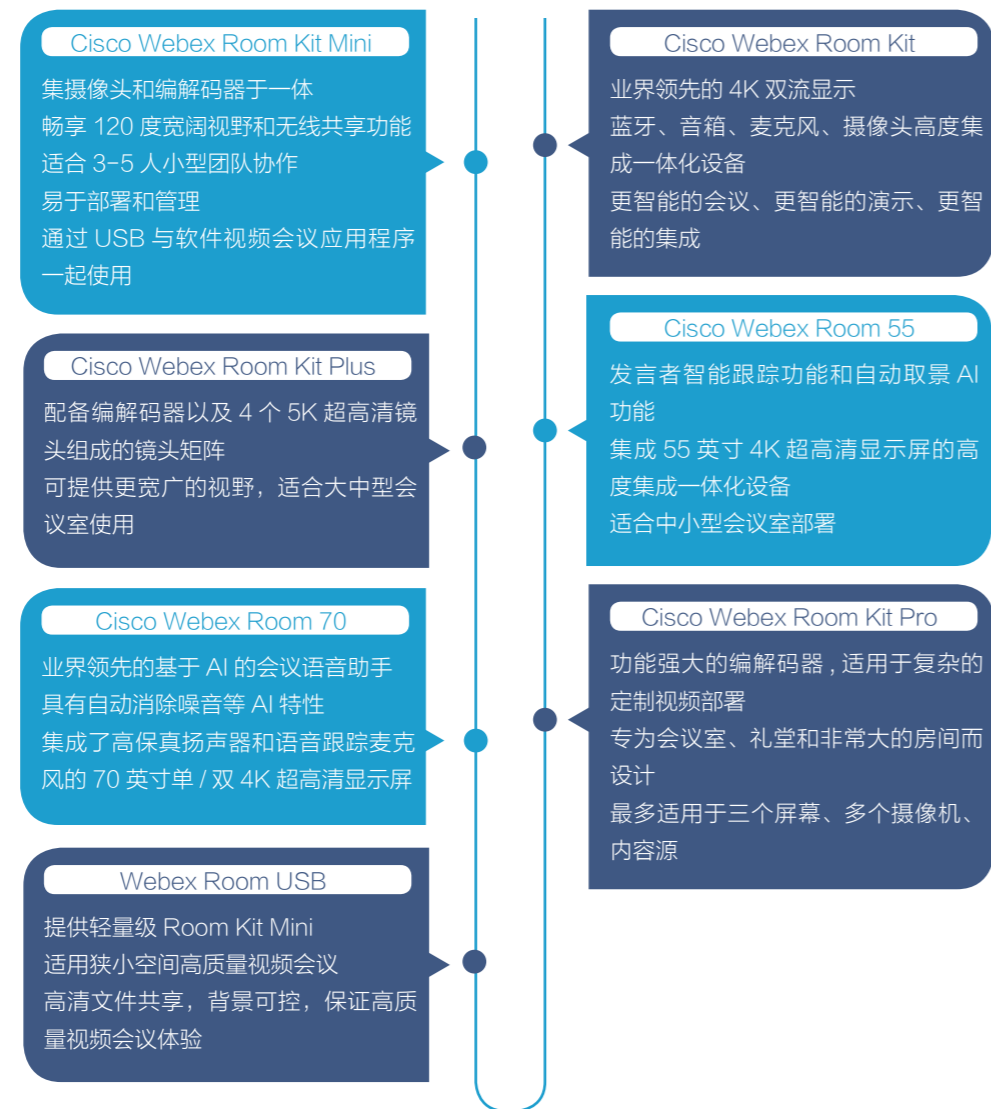 Cisco Webex Room Kit Mini
集摄像头和编解码器于一体
畅享 120 度宽阔视野和无线共享功能
适合 3-5 人小型团队协作
易于部署和管理
通过 USB 与软件视频会议应用程序
一起使用
Cisco Webex Room Kit
业界领先的 4K 双流显示
蓝牙、音箱、麦克风、摄像头高度集
成一体化设备
更智能的会议、更智能的演示、更智
能的集成
Cisco Webex Room Kit Plus
配备编解码器以及 4 个 5K 超高清镜
头组成的镜头矩阵
可提供更宽广的视野，适合大中型会
议室使用
Cisco Webex Room 55
发言者智能跟踪功能和自动取景 AI
功能
集成 55 英寸 4K 超高清显示屏的高
度集成一体化设备
适合中小型会议室部署
Cisco Webex Room 70
业界领先的基于 AI 的会议语音助手
具有自动消除噪音等 AI 特性
集成了高保真扬声器和语音跟踪麦克
风的 70 英寸单 / 双 4K 超高清显示屏
Cisco Webex Room Kit Pro
功能强大的编解码器 , 适用于复杂的
定制视频部署
专为会议室、礼堂和非常大的房间而
设计
最多适用于三个屏幕、多个摄像机、
内容源
Webex Room USB
提供轻量级 Room Kit Mini
适用狭小空间高质量视频会议
高清文件共享，背景可控，保证高质
量视频会议体验